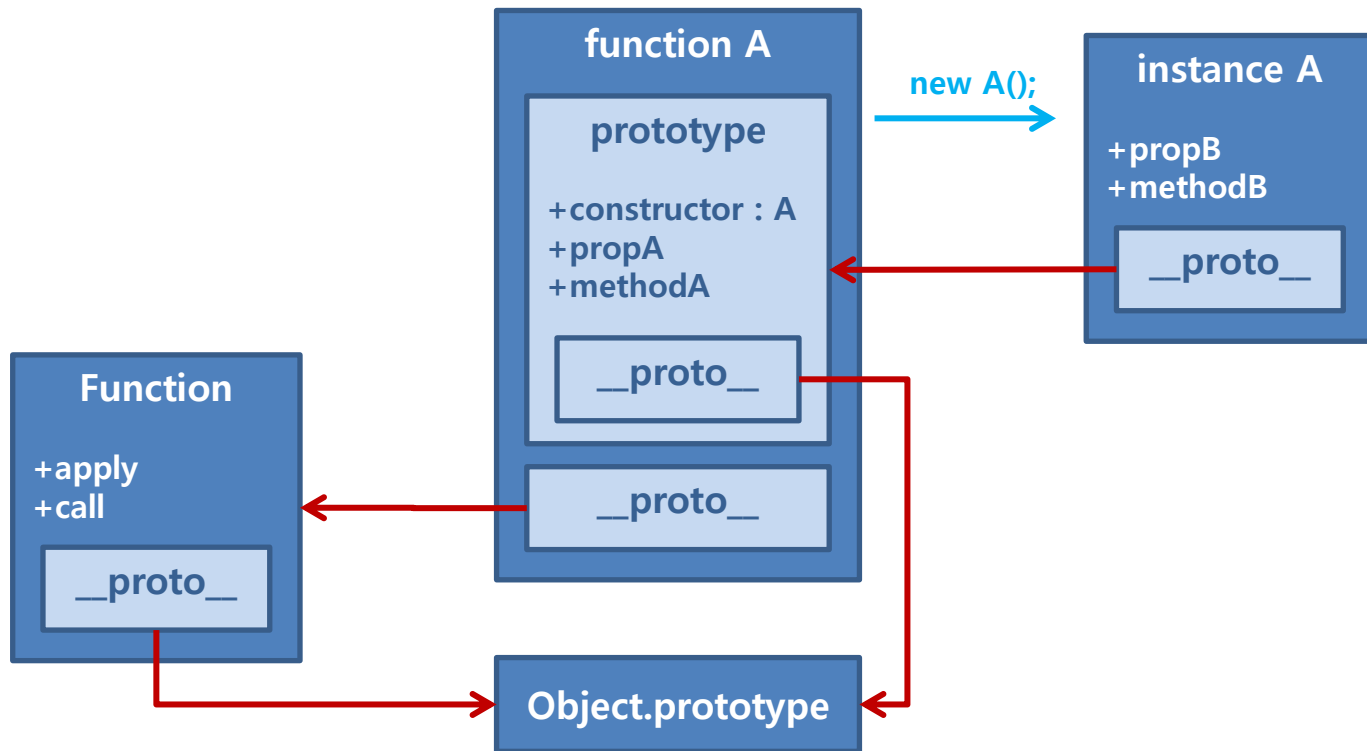 function A
prototype
+constructor : A
+propA
+methodA
__proto__
__proto__
new A();
instance A
+propB
+methodB
__proto__
Function
+apply
+call
__proto__
Object.prototype